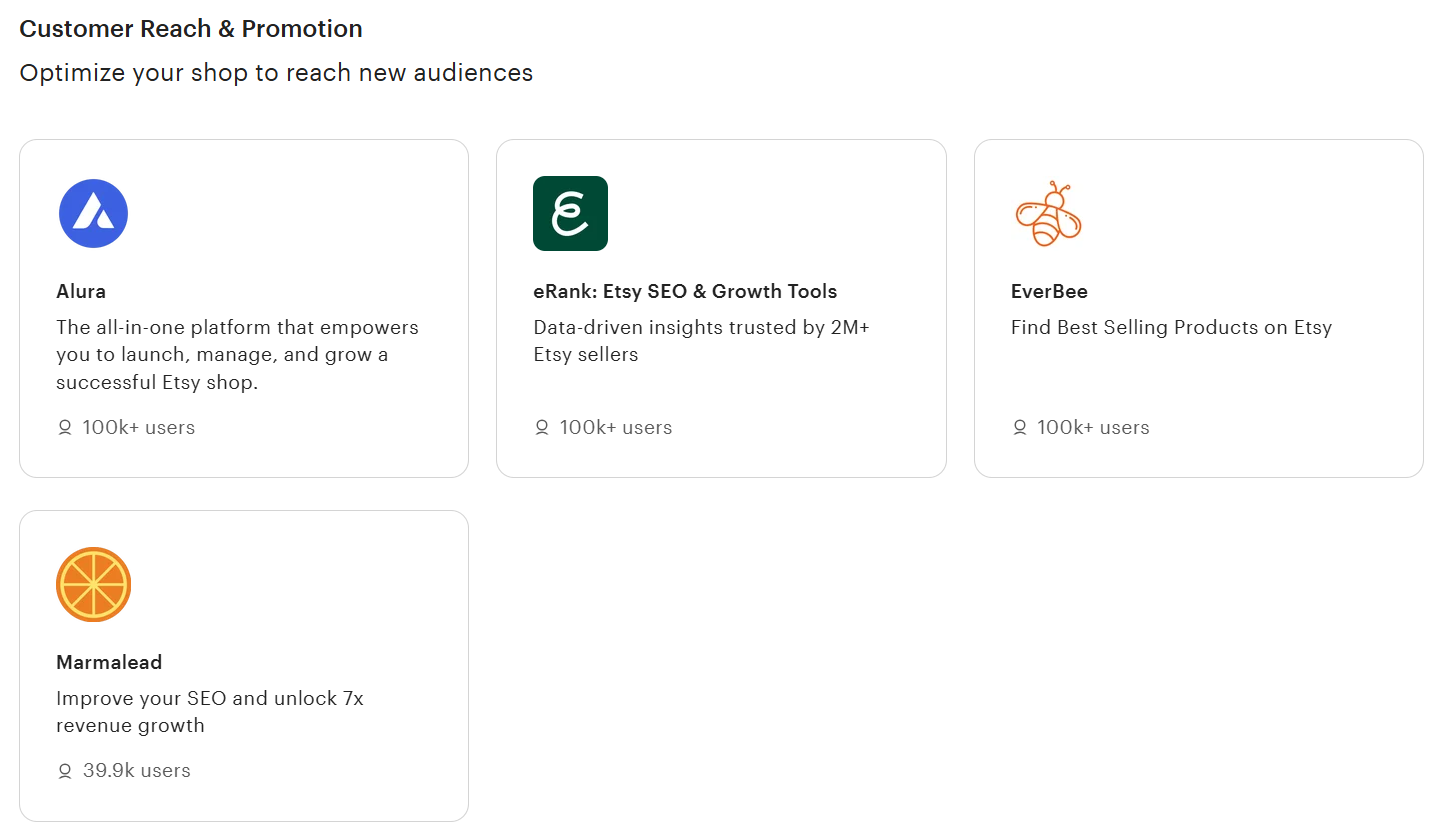 Customer Reach & Promotion
Optimize your shop to reach new audiences
Alura
The all-in-one platform that empowers
you to launch, manage, and grow a
successful Etsy shop.
100k+ users
eRank: Etsy SEO & Growth Tools
Data-driven insights trusted by 2M+
Etsy sellers
100k+ users
EverBee
Find Best Selling Products on Etsy
100k+ users
Marmalead
Improve your SEO and unlock 7x
revenue growth
39.9k users